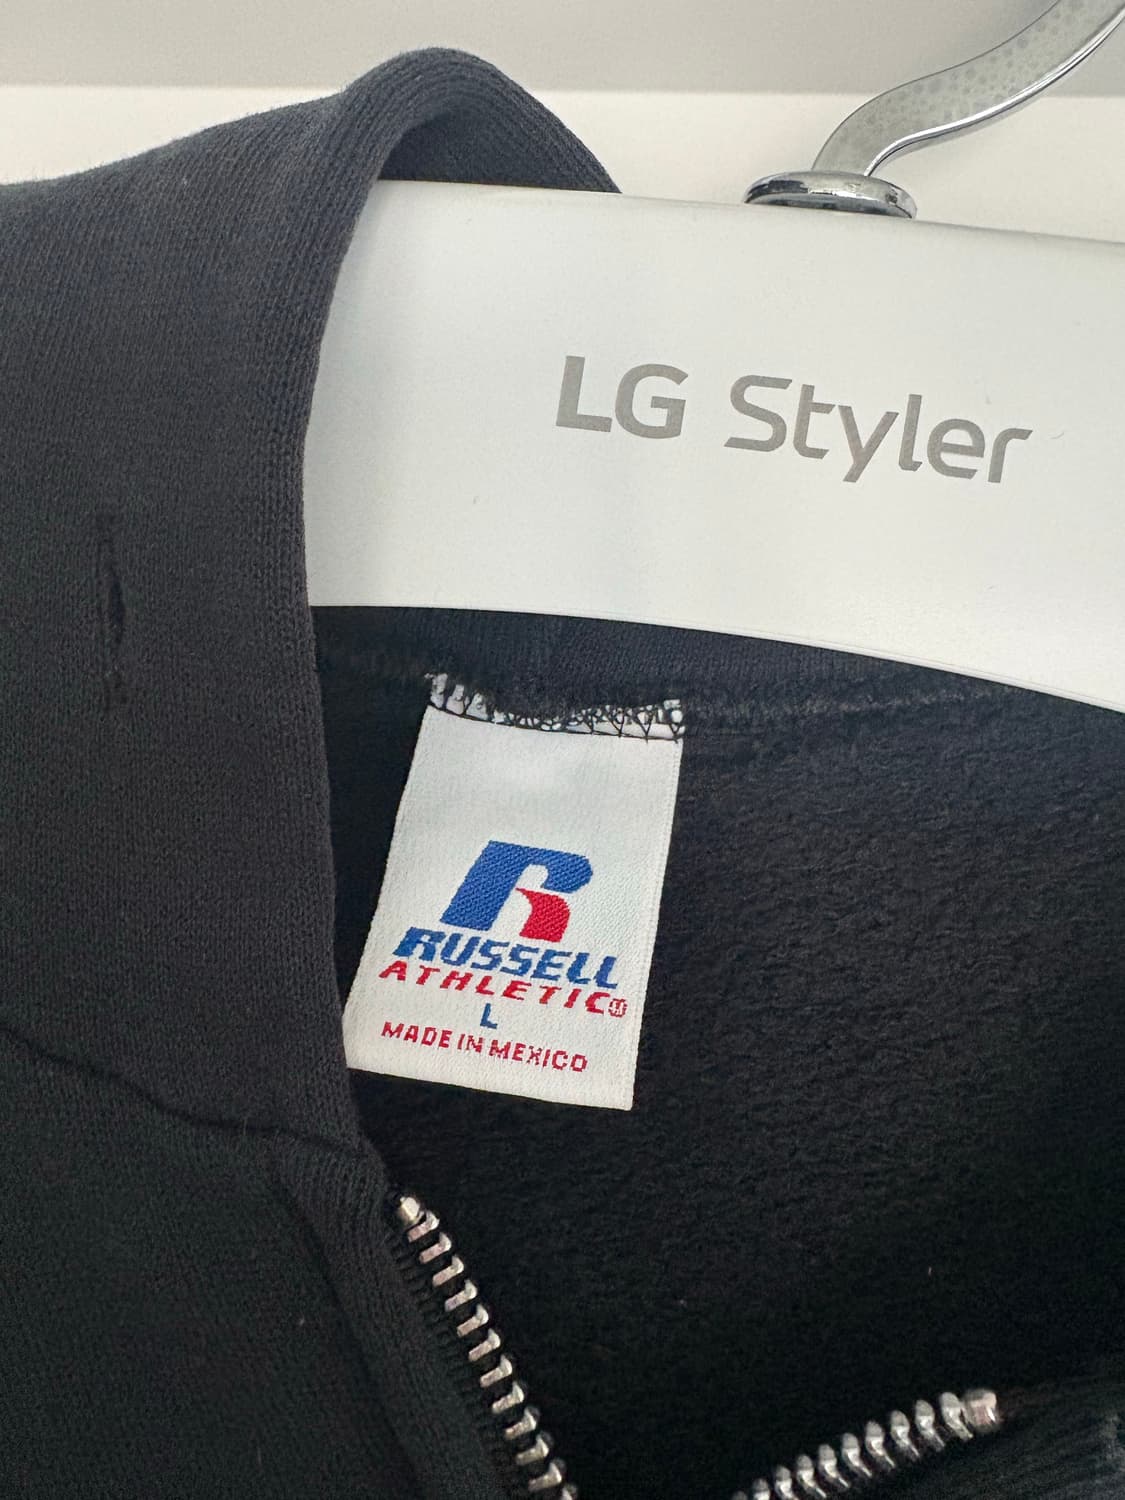 LG Styler
RUSSELL
ATHLETIC®
L
MADE IN MEXICO